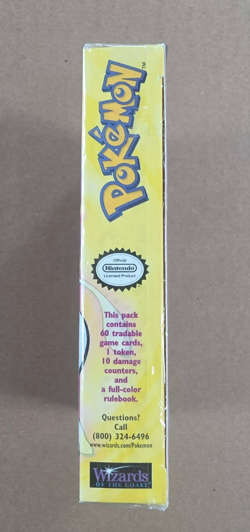 POKéMON™
Official
Nintendo
Licensed Product
This pack
contains
60 tradable
game cards,
1 token,
10 damage
counters,
and
a full-color
rulebook.
Questions?
Call
(800) 324-6496
www.wizards.com/Pokemon
Wizards
OF THE COAST